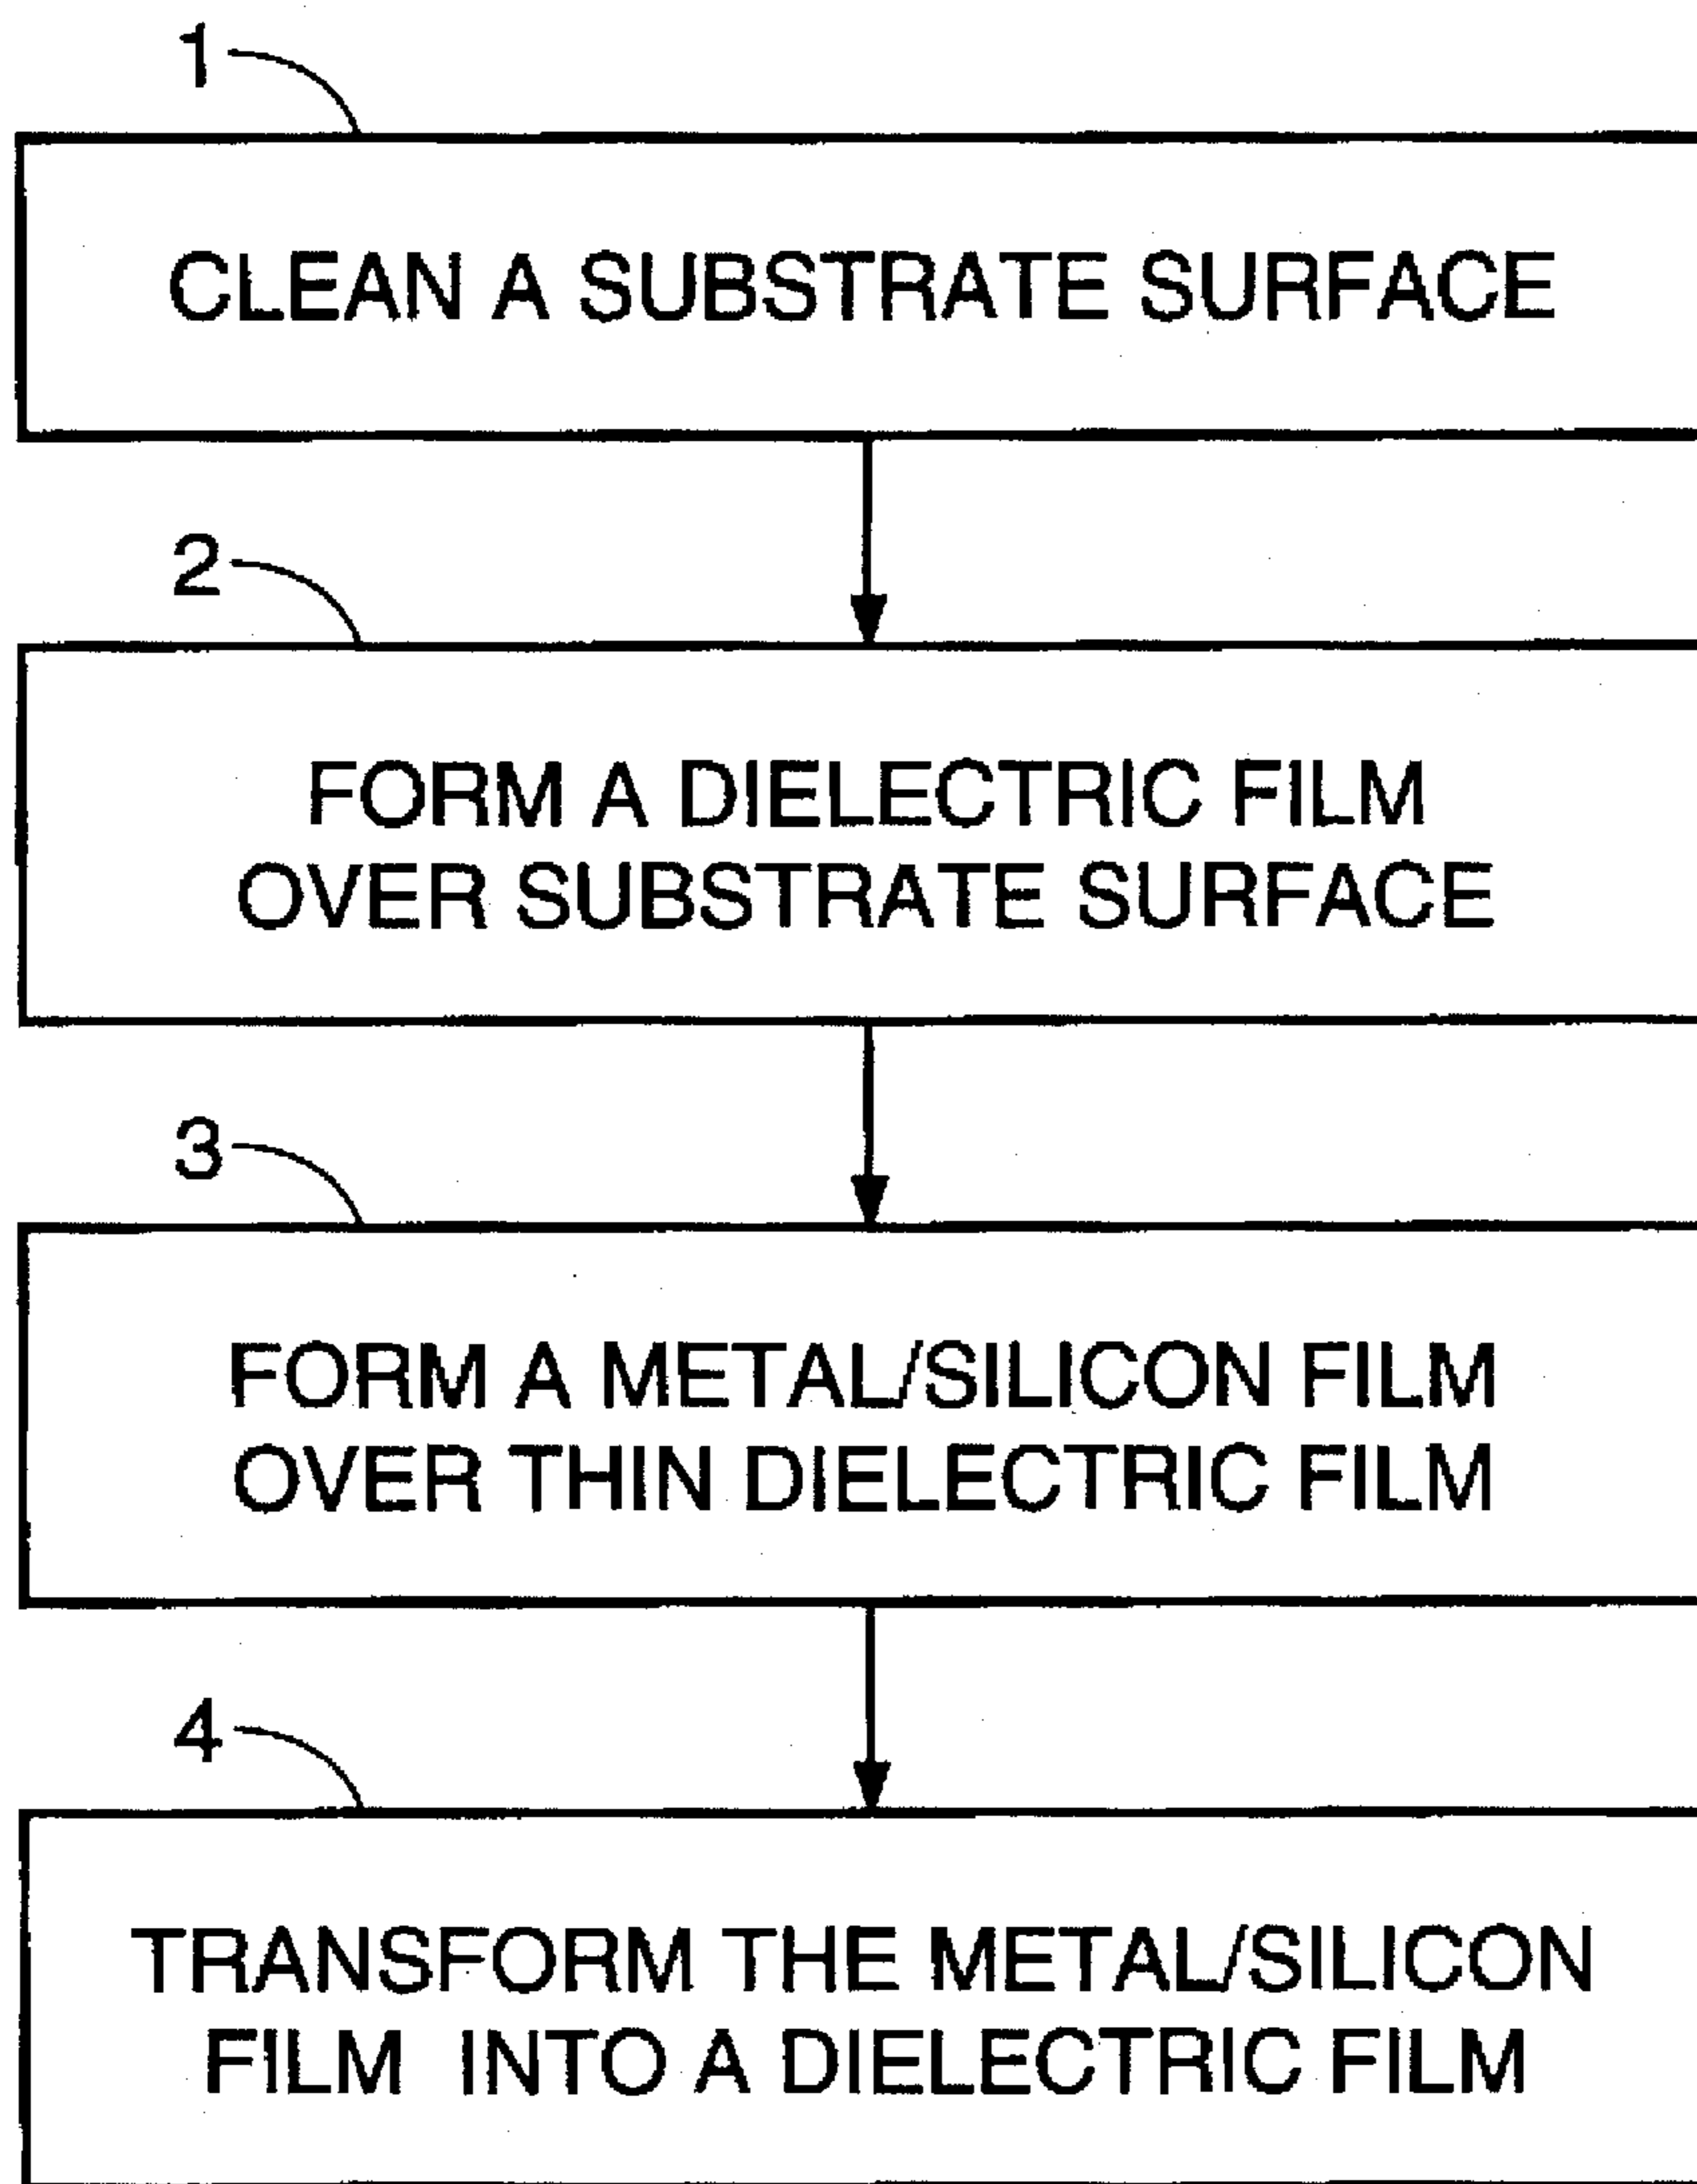 1
CLEAN A SUBSTRATE SURFACE
2
FORM A DIELECTRIC FILM
OVER SUBSTRATE SURFACE
3
FORM A METAL/SILICON FILM
OVER THIN DIELECTRIC FILM
4
TRANSFORM THE METAL/SILICON
FILM INTO A DIELECTRIC FILM